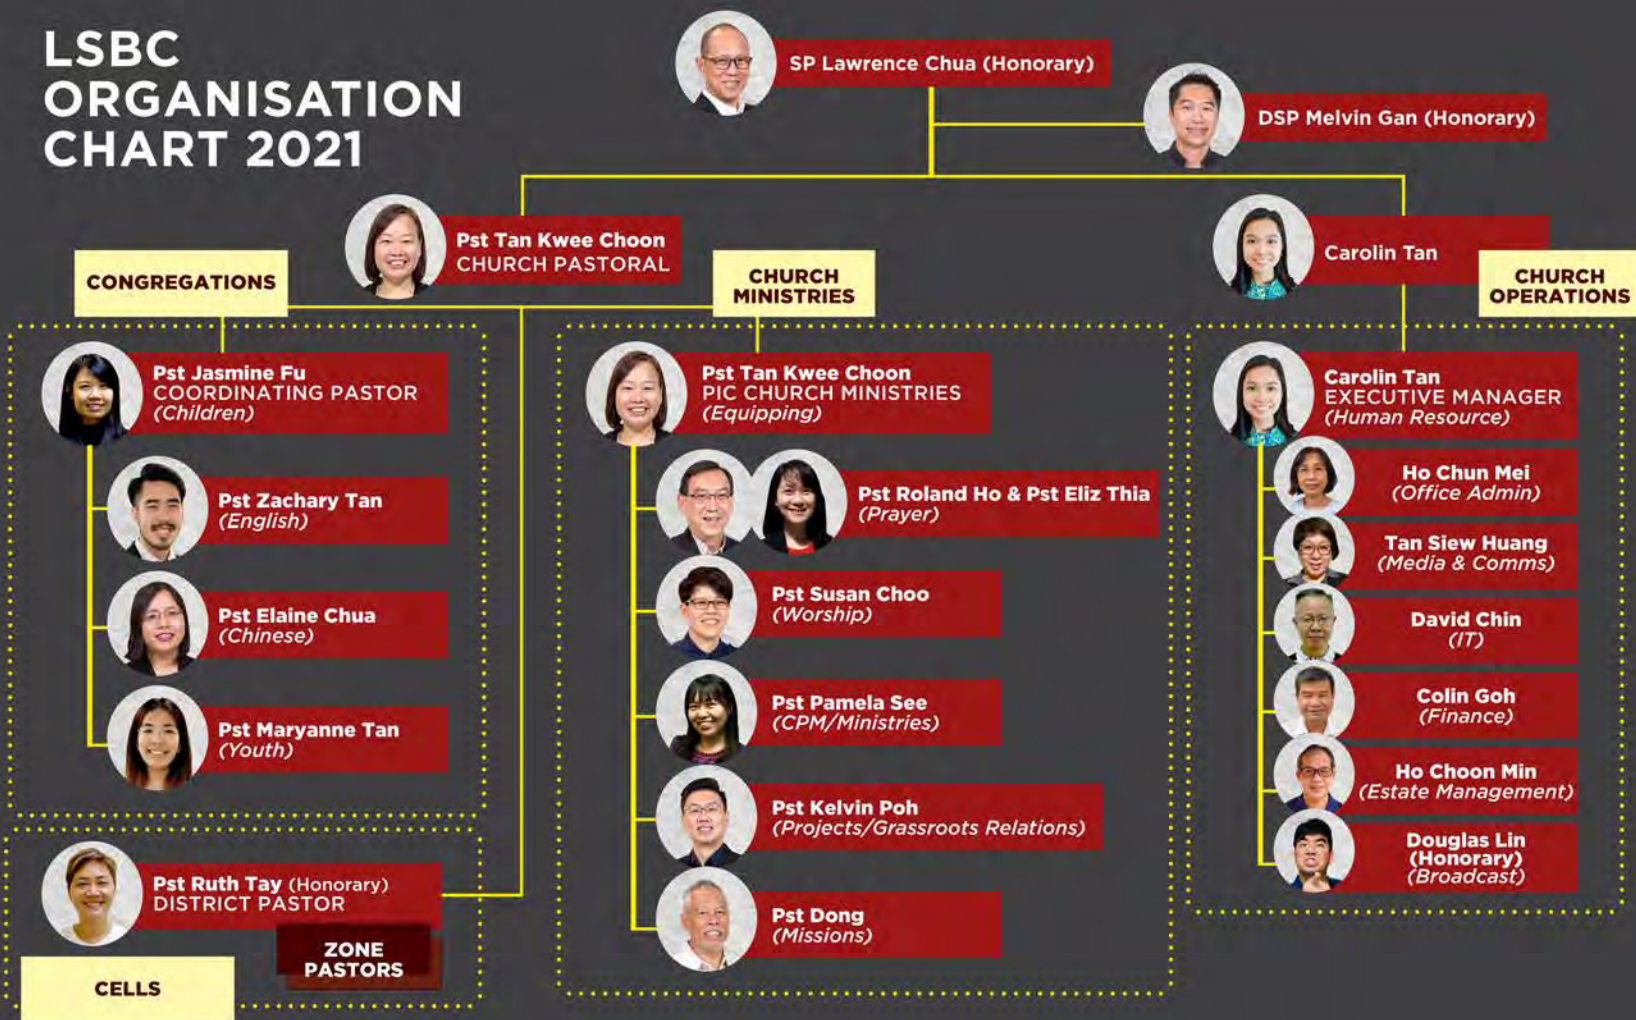 LSBC
ORGANISATION
CHART 2021
SP Lawrence Chua (Honorary)
DSP Melvin Gan (Honorary)
Pst Tan Kwee Choon
CHURCH PASTORAL
Carolin Tan
CONGREGATIONS
CHURCH
MINISTRIES
CHURCH
OPERATIONS
Pst Jasmine Fu
COORDINATING PASTOR
(Children)
Pst Zachary Tan
(English)
Pst Elaine Chua
(Chinese)
Pst Maryanne Tan
(Youth)
Pst Ruth Tay (Honorary)
DISTRICT PASTOR
ZONE
PASTORS
CELLS
Pst Tan Kwee Choon
PIC CHURCH MINISTRIES
(Equipping)
Pst Roland Ho & Pst Eliz Thia
(Prayer)
Pst Susan Choo
(Worship)
Pst Pamela See
(CPM/Ministries)
Pst Kelvin Poh
(Projects/Grassroots Relations)
Pst Dong
(Missions)
Carolin Tan
EXECUTIVE MANAGER
(Human Resource)
Ho Chun Mei
(Office Admin)
Tan Siew Huang
(Media & Comms)
David Chin
(IT)
Colin Goh
(Finance)
Ho Choon Min
(Estate Management)
Douglas Lin
(Honorary)
(Broadcast)